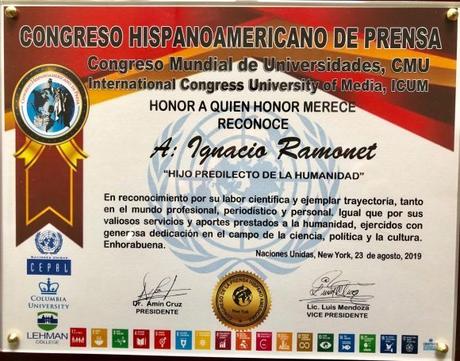 CONGRESO HISPANOAMERICANO DE PRENSA
Congreso Mundial de Universidades, CMU
International Congress University of Media, ICUM
HONOR A QUIEN HONOR MERECE
RECONOCE
A: Ignacio Ramonet
"HIJO PREDILECTO DE LA HUMANIDAD"
En reconocimiento por su labor científica y ejemplar trayectoria, tanto
en el mundo profesional, periodístico y personal. Igual que por sus
valiosos servicios y aportes prestados a la humanidad, ejercidos con
generosa dedicación en el campo de la ciencia, política y la cultura.
Enhorabuena.
Naciones Unidas, New York, 23 de agosto, 2019
CEPAL
COLUMBIA
UNIVERSITY
LEHMAN
COLLEGE
Dr. Amin Cruz
PRESIDENTE
Lic. Luis Mendoza
VICE PRESIDENTE